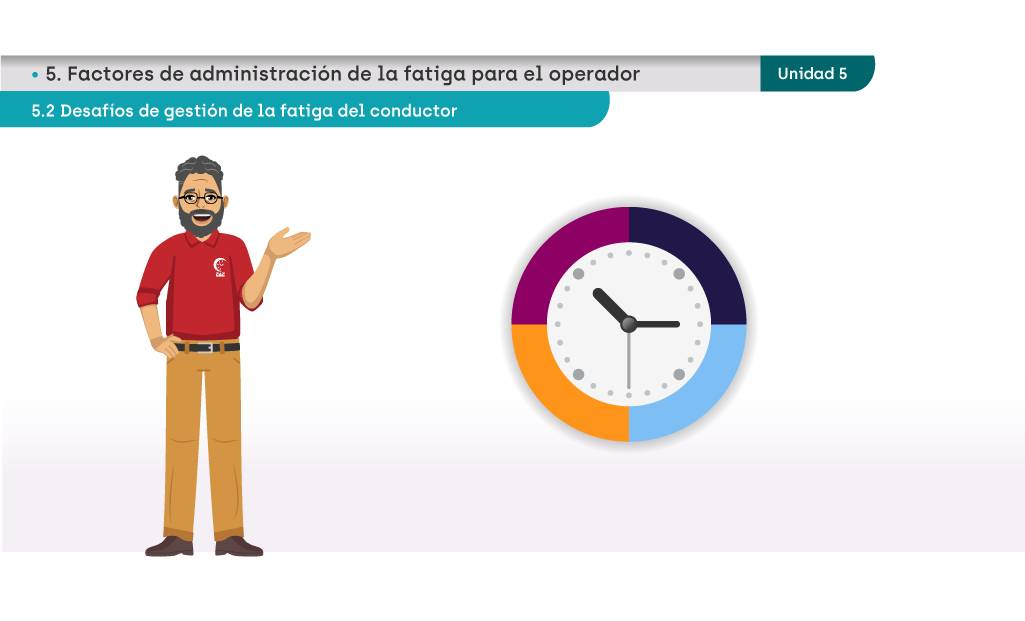 • 5. Factores de administración de la fatiga para el operador
Unidad 5
5.2 Desafíos de gestión de la fatiga del conductor